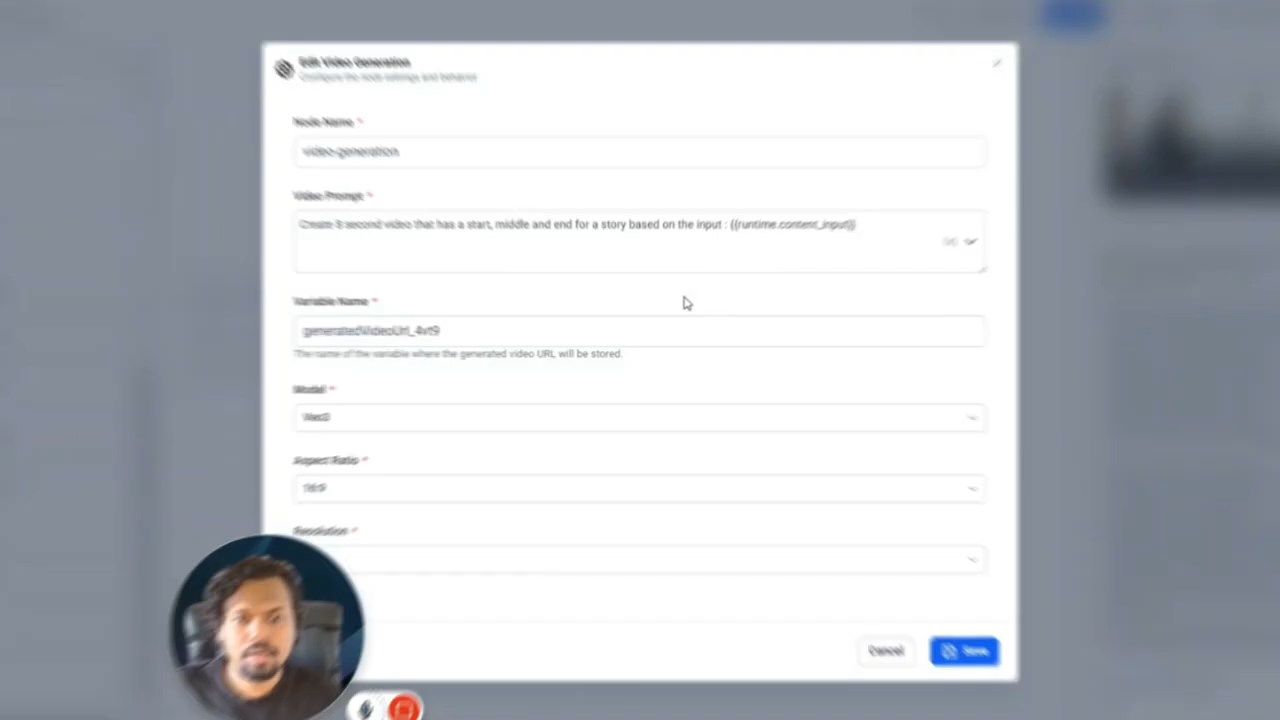 Edit Video Generation
Configure the node settings and behavior
Node Name *
video-generation
Video Prompt *
Create 8 second video that has a start, middle and end for a story based on the input : {{runtime.content_input}}
Variable Name *
generatedVideoUrl_4vt9
The name of the variable where the generated video URL will be stored.
Model *
Veo3
Aspect Ratio *
16:9
Resolution *
Cancel
Save